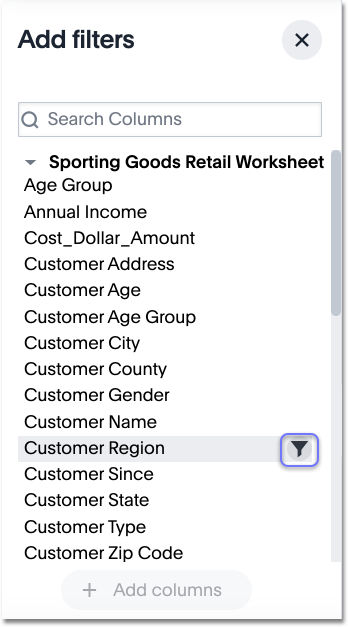 Add filters
Search Columns
Sporting Goods Retail Worksheet
Age Group
Annual Income
Cost_Dollar_Amount
Customer Address
Customer Age
Customer Age Group
Customer City
Customer County
Customer Gender
Customer Name
Customer Region
Customer Since
Customer State
Customer Type
Customer Zip Code
+ Add columns